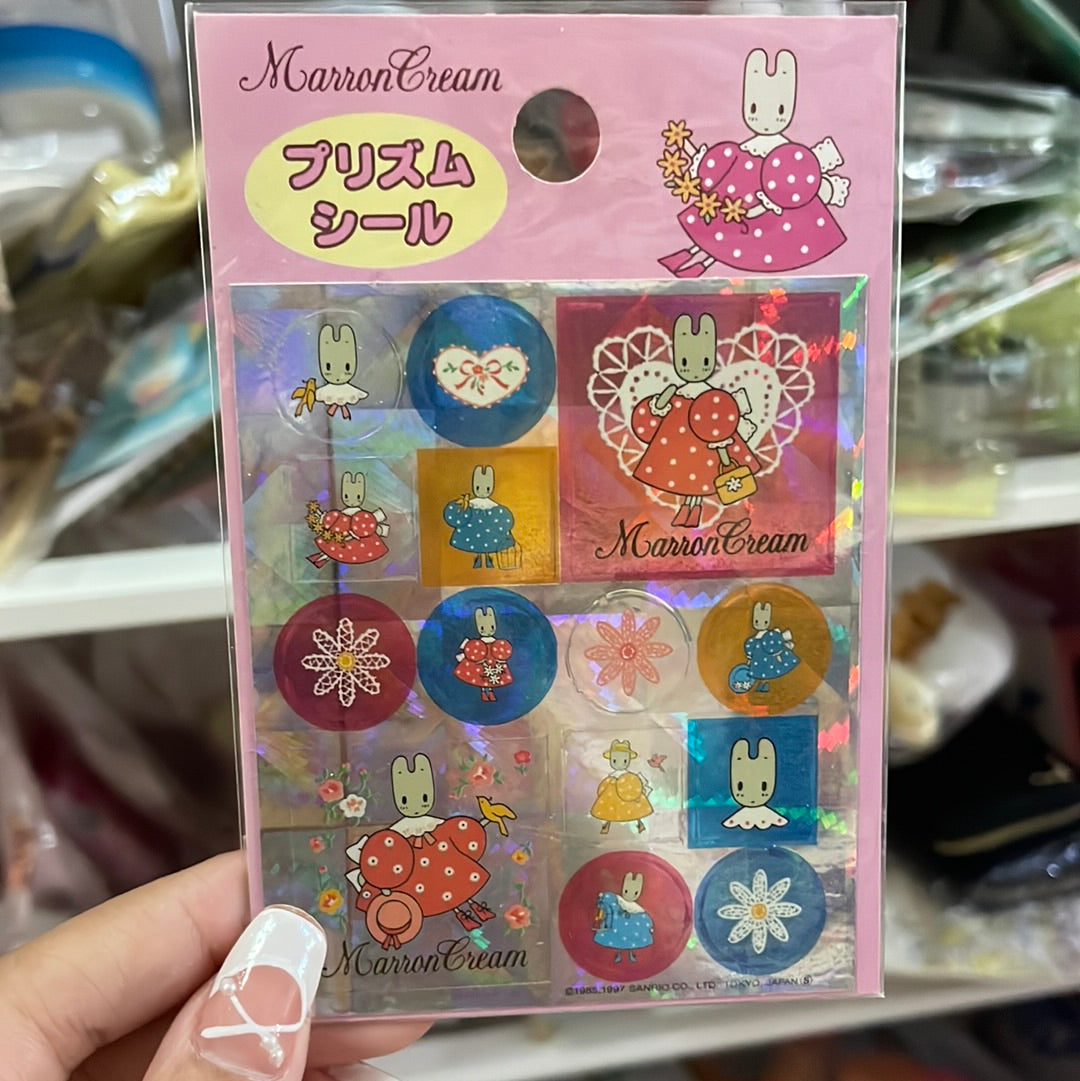 MarronCream
プリズム
シール
MarronCream
MarronCream
©1985,1997 SANRIO CO., LTD. TOKYO, JAPAN Ⓢ